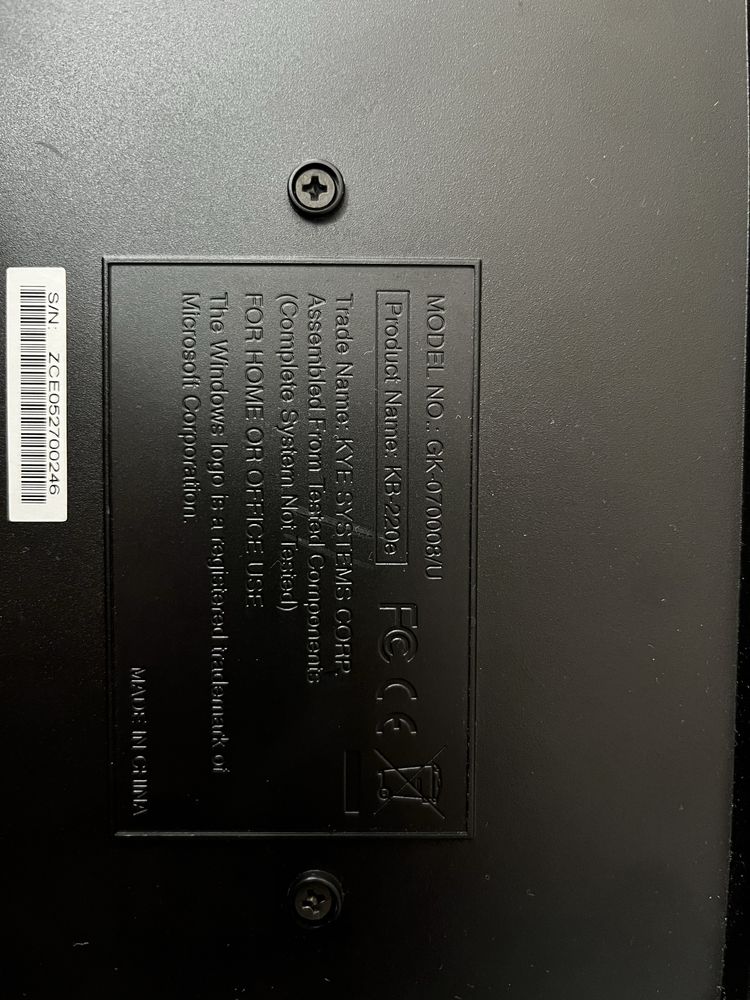 MODEL NO.: GK-070008/U
Product Name: KB-220e
FC CE
Trade Name: KYE SYSTEMS CORP.
Assembled From Tested Components
(Complete System Not Tested)
FOR HOME OR OFFICE USE
The Windows logo is a registered trademark of
Microsoft Corporation.
MADE IN CHINA
S/N: ZCE052700246